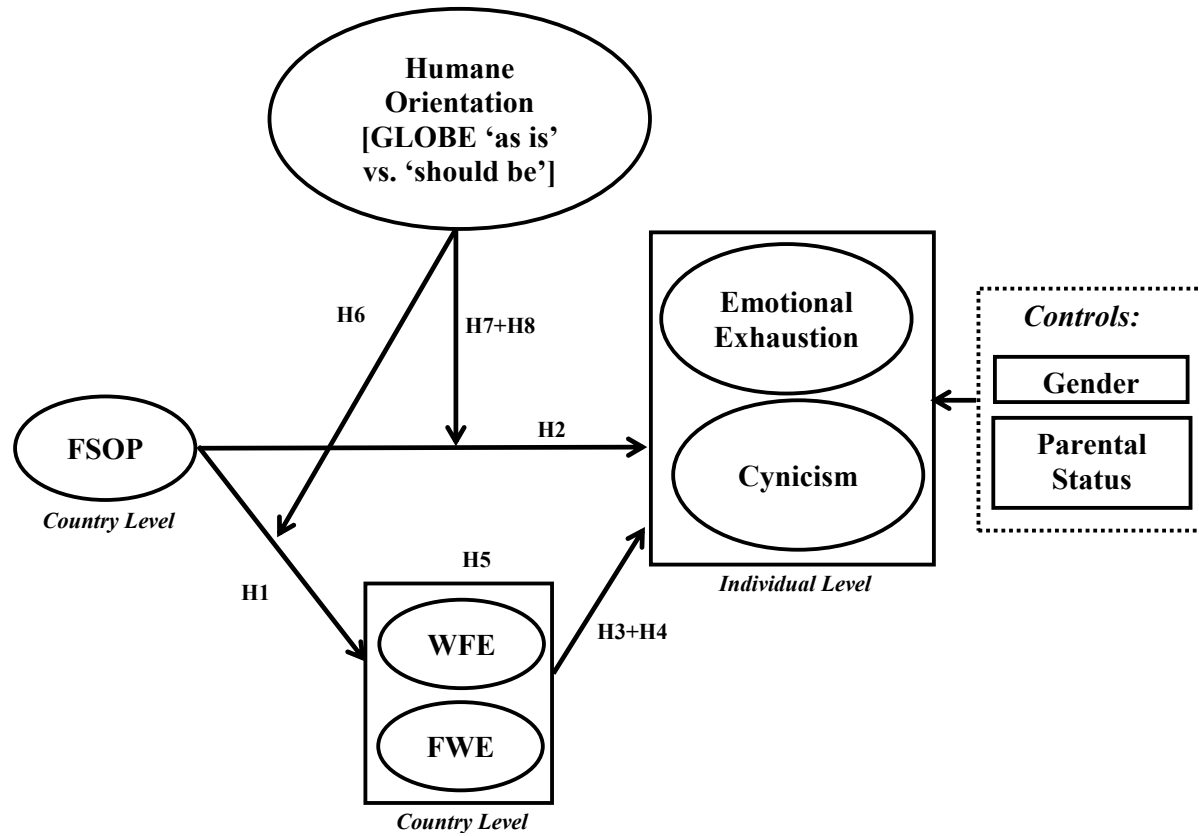 Humane
Orientation
[GLOBE ‘as is’
vs. ‘should be’]
H6
H7+H8
Emotional
Exhaustion
Controls:
Gender
Parental
Status
FSOP
Country Level
H2
Cynicism
Individual Level
H1
H5
H3+H4
WFE
FWE
Country Level